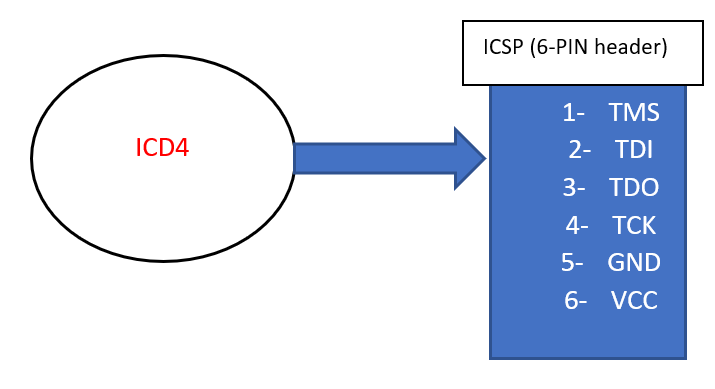 ICSP (6-PIN header)
ICD4
1- TMS
2- TDI
3- TDO
4- TCK
5- GND
6- VCC